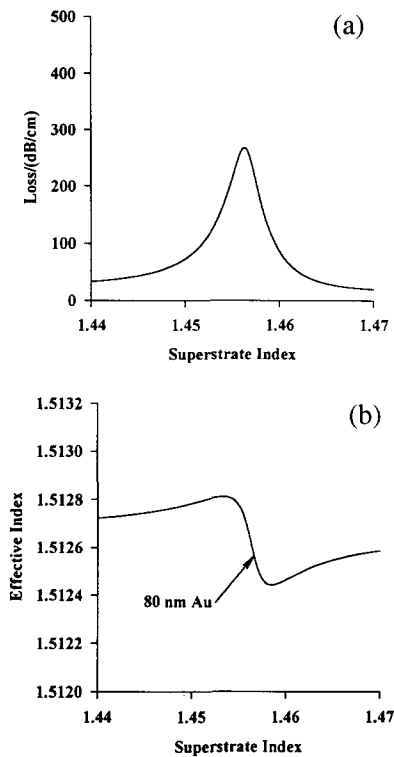 (a)
500
400
300
200
100
0
Loss/(dB/cm)
1.44 1.45 1.46 1.47
Superstrate Index
(b)
1.5132
1.5130
1.5128
1.5126
1.5124
1.5122
1.5120
Effective Index
80 nm Au
1.44 1.45 1.46 1.47
Superstrate Index